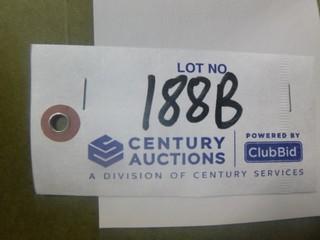 LOT NO
188B
CENTURY AUCTIONS
POWERED BY
ClubBid
A DIVISION OF CENTURY SERVICES